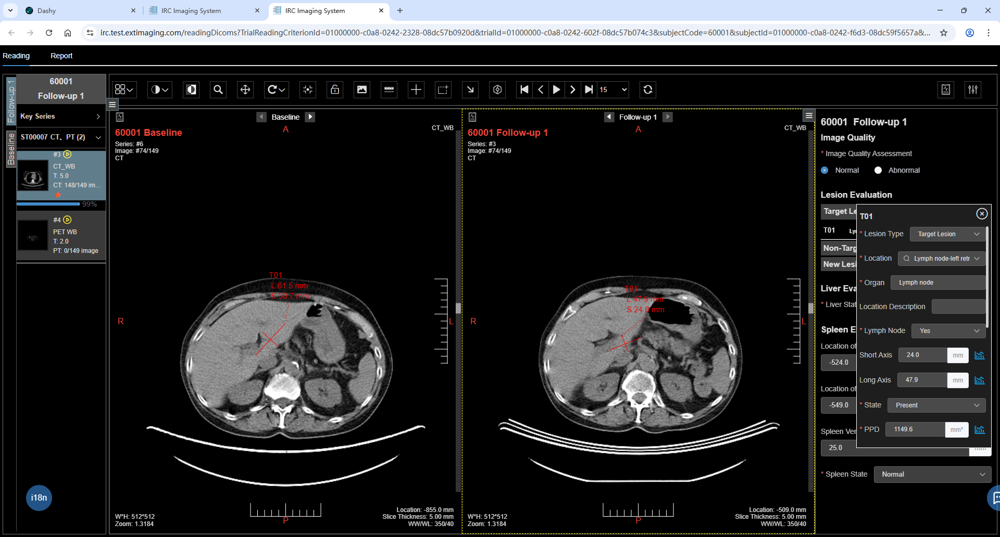 Dashy
IRC Imaging System
IRC Imaging System
irc.test.extimaging.com/readingDicoms?TrialReadingCriterionId=01000000-c0a8-0242-2328-08dc57b0920d&trialId=01000000-c0a8-0242-602f-08dc57b074c3&subjectCode=60001&subjectId=01000000-c0a8-0242-f6d3-08dc59f5657a&...
Reading
Report
Follow-up 1
Baseline
60001
Follow-up 1
Key Series
ST00007 CT、PT (2)
#3
CT_WB
T: 5.0
CT: 148/149 im...
99%
#4
PET WB
T: 2.0
PT: 0/149 image
i18n
15
Baseline
A
CT_WB
60001 Baseline
Series: #6
Image: #74/149
CT
T01
L 61.5 mm
S 30.7 mm
R
L
W*H: 512*512
Zoom: 1.3184
P
Location: -855.0 mm
Slice Thickness: 5.00 mm
WW/WL: 350/40
Follow-up 1
A
CT_WB
60001 Follow-up 1
Series: #3
Image: #74/149
CT
T01
L 47.9 mm
S 24.0 mm
R
L
W*H: 512*512
Zoom: 1.3184
P
Location: -509.0 mm
Slice Thickness: 5.00 mm
WW/WL: 350/40
60001 Follow-up 1
Image Quality
* Image Quality Assessment
Normal
Abnormal
Lesion Evaluation
Target Le
T01 Ly
Non-Targ
New Lesi
Liver Eva
* Liver Stat
Spleen E
Location of
-524.0
Location of
-549.0
Spleen Ver
25.0
mm
* Spleen State
Normal
T01
* Lesion Type
Target Lesion
* Location
Lymph node-left retr
* Organ
Lymph node
Location Description
* Lymph Node
Yes
Short Axis
24.0
mm
Long Axis
47.9
mm
* State
Present
* PPD
1149.6
mm²